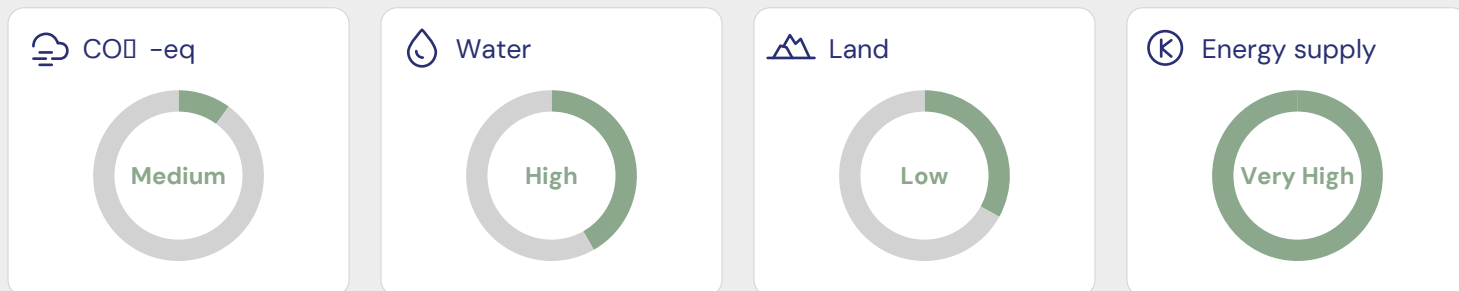 CO▯ -eq
Water
Land
Energy supply
Medium
High
Low
Very High